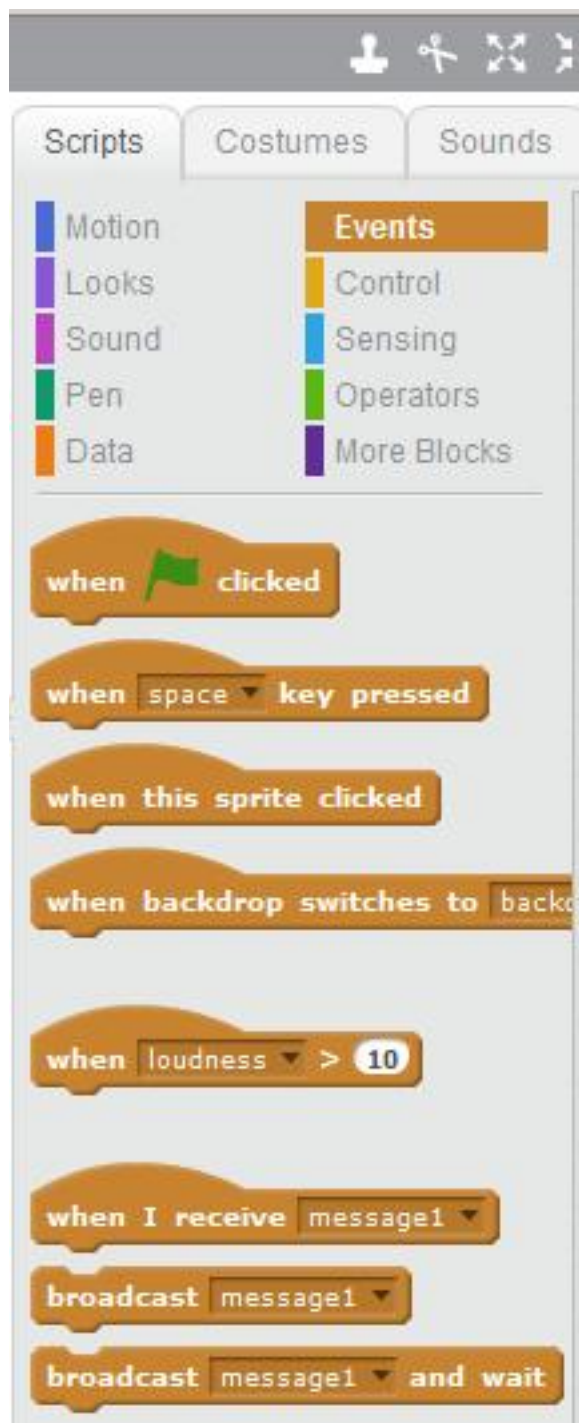 Scripts Costumes Sounds
Motion Events
Looks Control
Sound Sensing
Pen Operators
Data More Blocks
when clicked
when space key pressed
when this sprite clicked
when backdrop switches to
when loudness > 10
when I receive message1
broadcast message1
broadcast message1 and wait